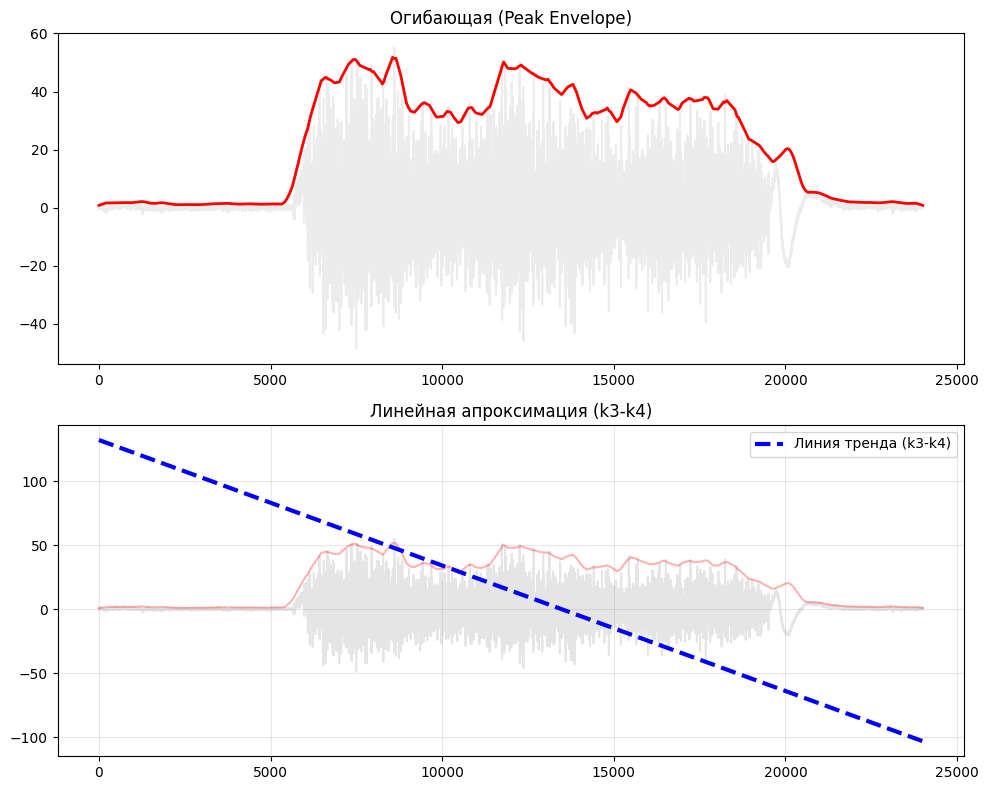 Огибающая (Peak Envelope)
60
40
20
0
−20
−40
0 5000 10000 15000 20000 25000
Линейная апроксимация (k3-k4)
Линия тренда (k3-k4)
100
50
0
−50
−100
0 5000 10000 15000 20000 25000